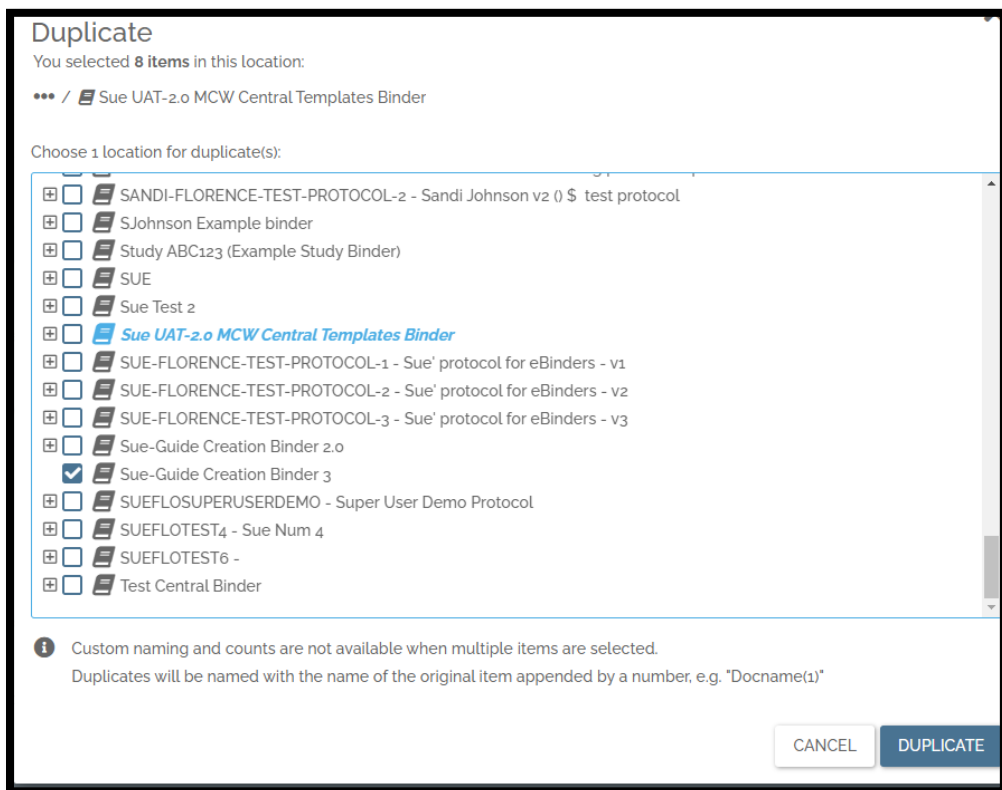 Duplicate
You selected 8 items in this location:
••• / Sue UAT-2.0 MCW Central Templates Binder
Choose 1 location for duplicate(s):
SANDI-FLORENCE-TEST-PROTOCOL-2 - Sandi Johnson v2 () $ test protocol
SJohnson Example binder
Study ABC123 (Example Study Binder)
SUE
Sue Test 2
Sue UAT-2.0 MCW Central Templates Binder
SUE-FLORENCE-TEST-PROTOCOL-1 - Sue' protocol for eBinders - v1
SUE-FLORENCE-TEST-PROTOCOL-2 - Sue' protocol for eBinders - v2
SUE-FLORENCE-TEST-PROTOCOL-3 - Sue' protocol for eBinders - v3
Sue-Guide Creation Binder 2.0
Sue-Guide Creation Binder 3
SUEFLOSUPERUSERDEMO - Super User Demo Protocol
SUEFLOTEST4 - Sue Num 4
SUEFLOTEST6 -
Test Central Binder
Custom naming and counts are not available when multiple items are selected.
Duplicates will be named with the name of the original item appended by a number, e.g. "Docname(1)"
CANCEL DUPLICATE